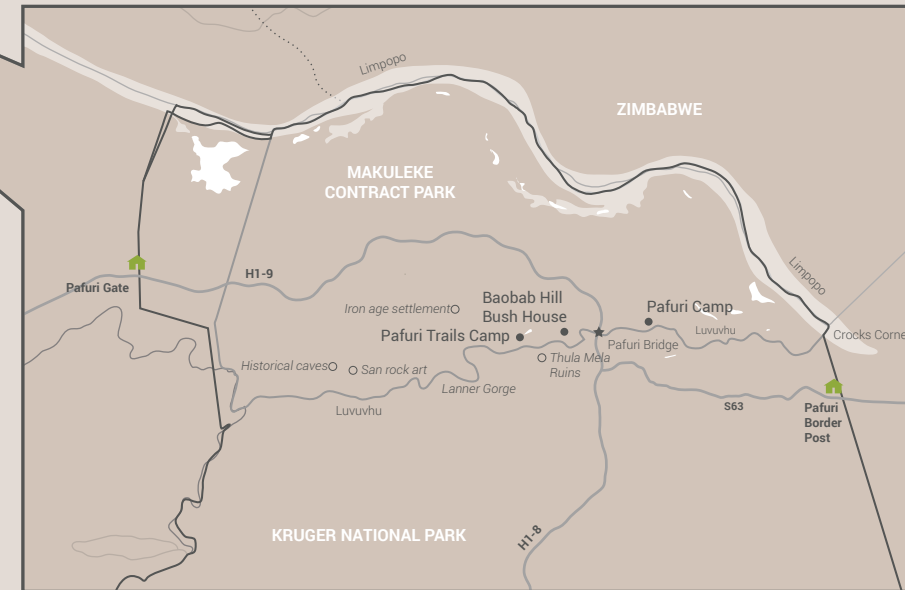 Limpopo
ZIMBABWE
MAKULEKE
CONTRACT PARK
Limpopo
H1-9
Pafuri Gate
Baobab Hill
Bush House
Iron age settlement
Pafuri Camp
Pafuri Trails Camp
Luvuvhu
Crocks Corne
Pafuri Bridge
Thula Mela
Ruins
Historical caves
San rock art
Lanner Gorge
Luvuvhu
S63
Pafuri
Border
Post
KRUGER NATIONAL PARK
H1-8